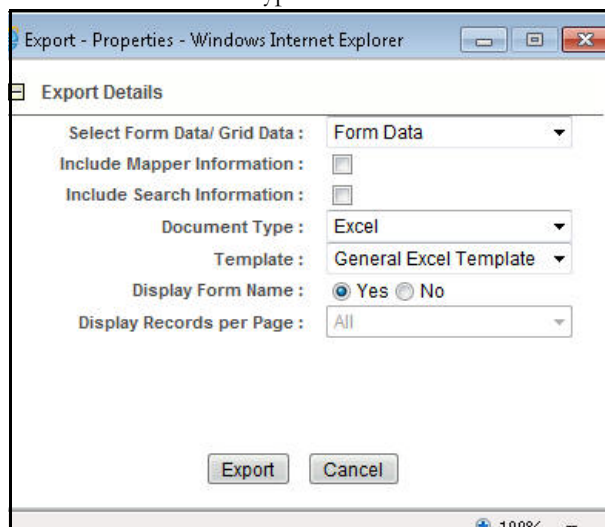 Export - Properties - Windows Internet Explorer
Export Details
Select Form Data/ Grid Data : Form Data
Include Mapper Information :
Include Search Information :
Document Type : Excel
Template : General Excel Template
Display Form Name : Yes No
Display Records per Page : All
Export Cancel